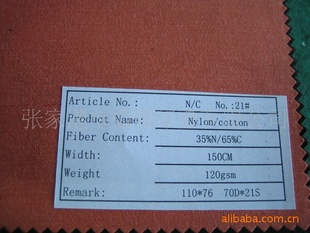 Article No.: N/C No.:21#
Product Name: Nylon/cotton
Fiber Content: 35%N/65%C
Width: 150CM
Weight 120gsm
Remark: 110*76 70D*21S
张家
alibaba.com.cn